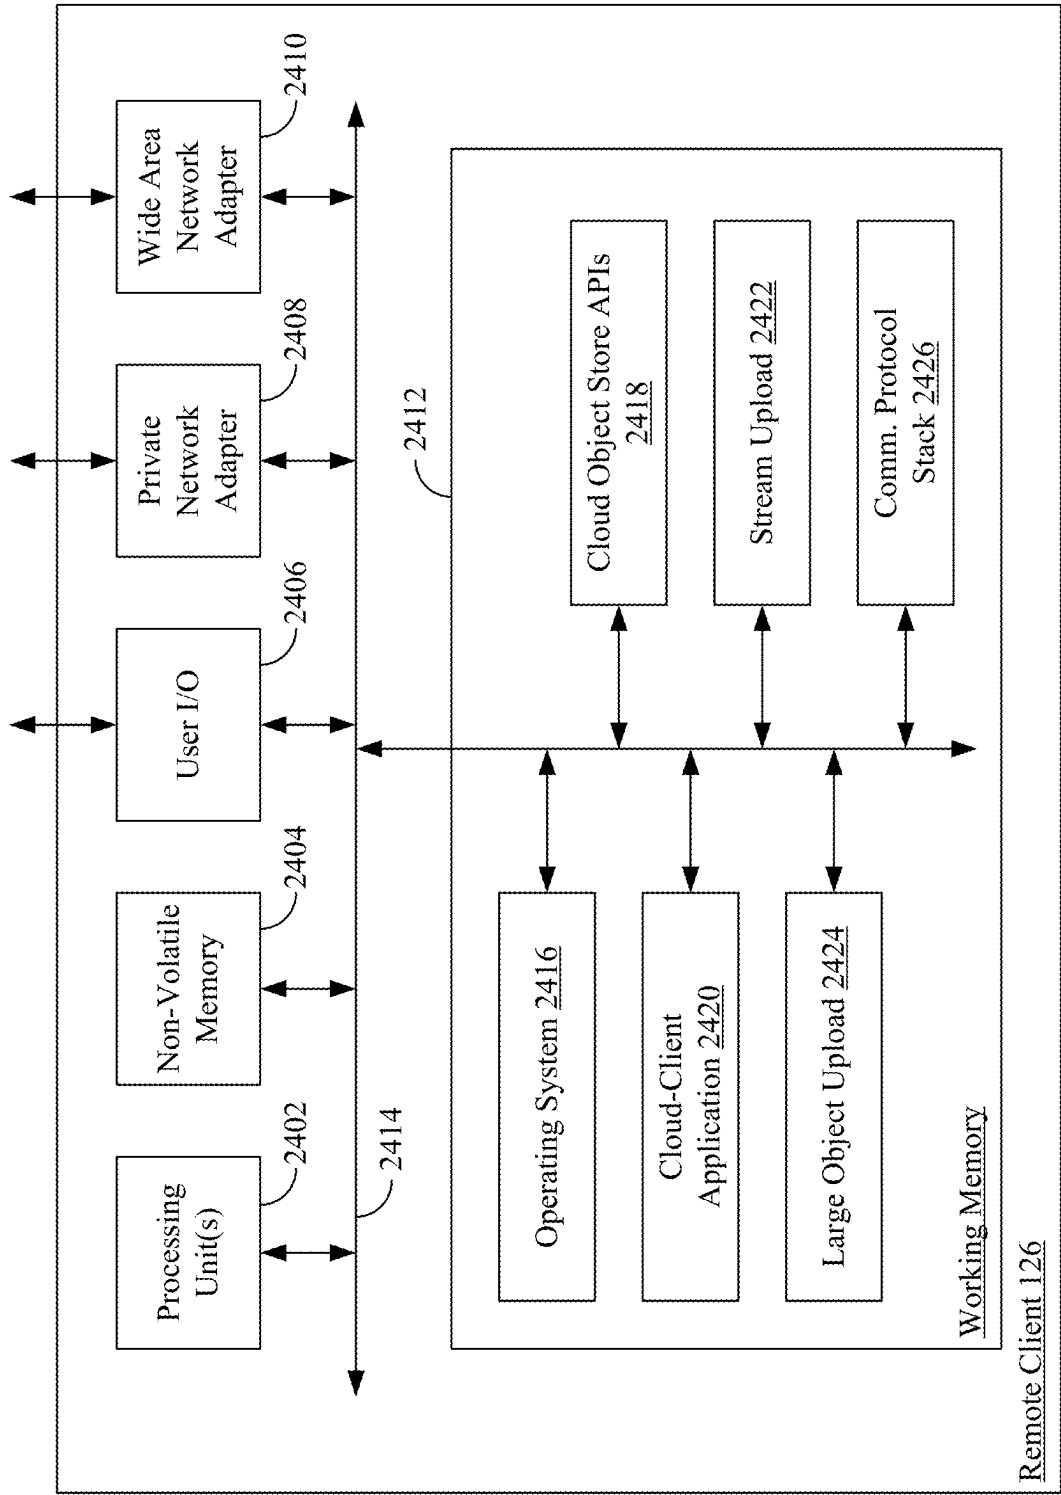 Processing
Unit(s)
2402
Non-Volatile
Memory
2404
User I/O
2406
Private
Network
Adapter
2408
Wide Area
Network
Adapter
2410
2414
2412
Operating System 2416
Cloud Object Store APIs
2418
Cloud-Client
Application 2420
Stream Upload 2422
Large Object Upload 2424
Comm. Protocol
Stack 2426
Working Memory
Remote Client 126